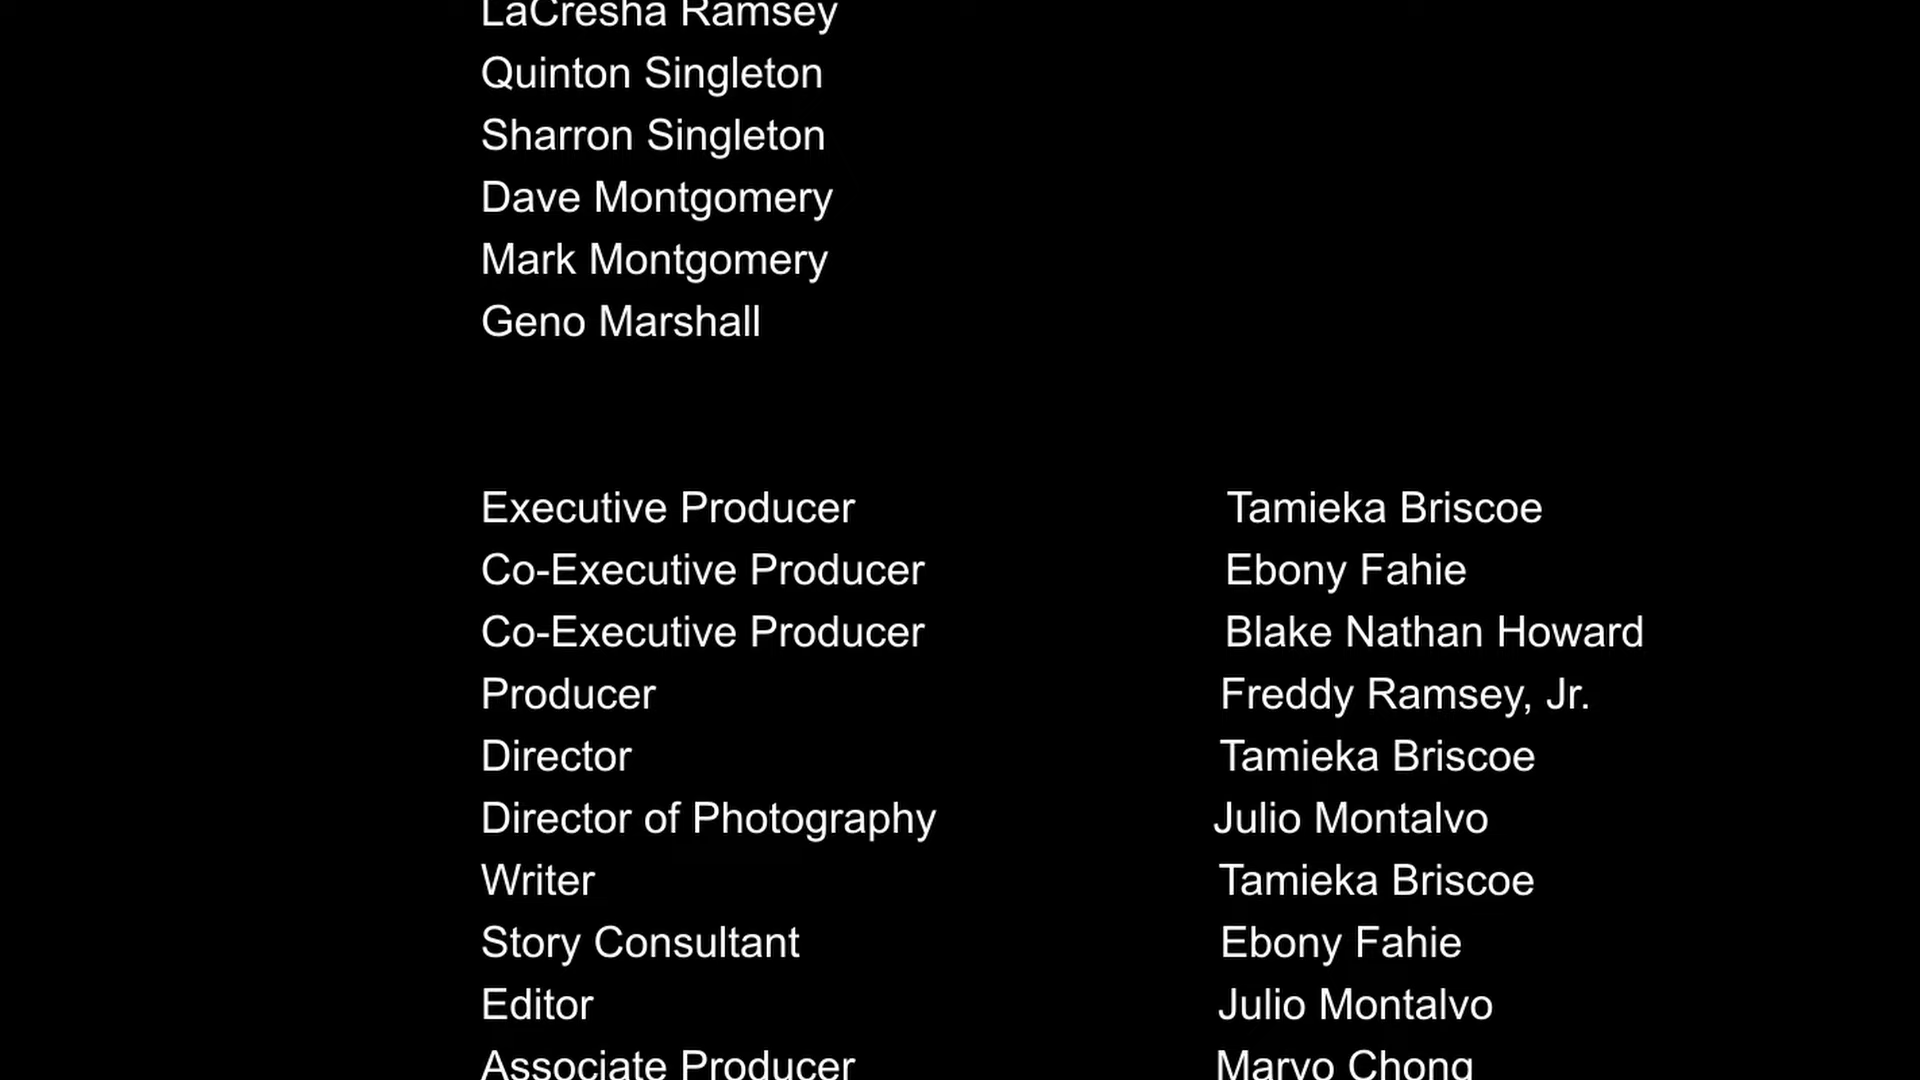 LaCresha Ramsey
Quinton Singleton
Sharron Singleton
Dave Montgomery
Mark Montgomery
Geno Marshall
Executive Producer Tamieka Briscoe
Co-Executive Producer Ebony Fahie
Co-Executive Producer Blake Nathan Howard
Producer Freddy Ramsey, Jr.
Director Tamieka Briscoe
Director of Photography Julio Montalvo
Writer Tamieka Briscoe
Story Consultant Ebony Fahie
Editor Julio Montalvo
Associate Producer Marvo Chong